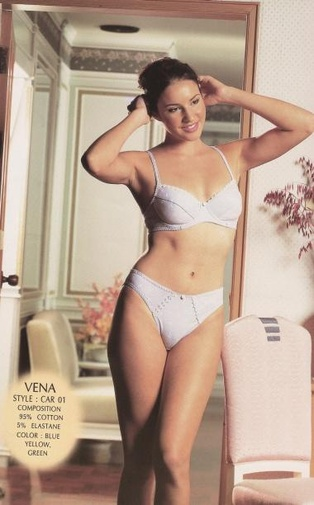 VENA
STYLE : CAR 01
COMPOSITION
95% COTTON
5% ELASTANE
COLOR : BLUE
YELLOW,
GREEN